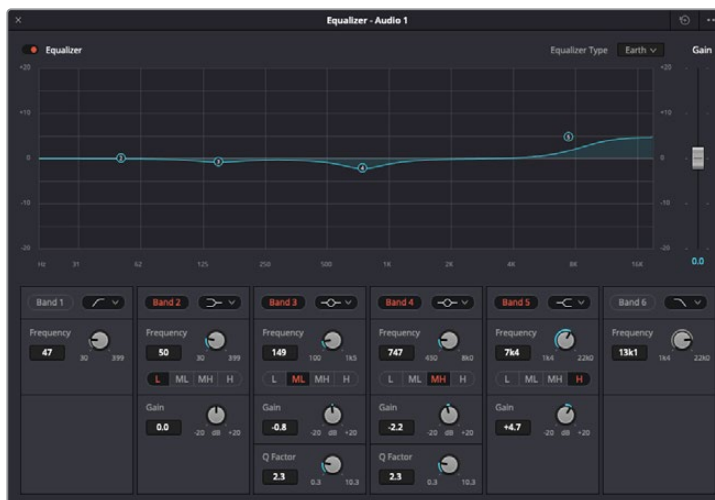 Equalizer - Audio 1
Equalizer
Equalizer Type Earth
Gain
+20 +20
+10 +10
0 0
-10 -10
-20 -20
2 3 4 5
Hz 31 62 125 250 500 1K 2K 4K 8K 16K
0.0
Band 1 Band 2 Band 3 Band 4 Band 5 Band 6
Frequency Frequency Frequency Frequency Frequency Frequency
47 50 149 747 7k4 13k1
30 399 30 399 100 1k5 450 8k0 1k4 22k0 1k4 22k0
L ML MH H L ML MH H L ML MH H L ML MH H
Gain Gain Gain Gain
0.0 -0.8 -2.2 +4.7
-20 dB +20 -20 dB +20 -20 dB +20 -20 dB +20
Q Factor Q Factor
2.3 2.3
0.3 10.3 0.3 10.3